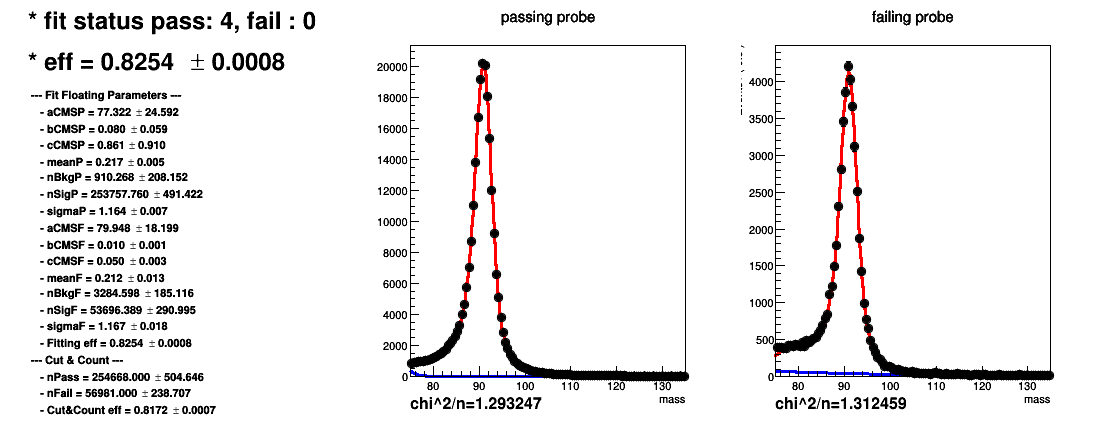 * fit status pass: 4, fail : 0
* eff = 0.8254 ± 0.0008
--- Fit Floating Parameters ---
- aCMSP = 77.322 ± 24.592
- bCMSP = 0.080 ± 0.059
- cCMSP = 0.861 ± 0.910
- meanP = 0.217 ± 0.005
- nBkgP = 910.268 ± 208.152
- nSigP = 253757.760 ± 491.422
- sigmaP = 1.164 ± 0.007
- aCMSF = 79.948 ± 18.199
- bCMSF = 0.010 ± 0.001
- cCMSF = 0.050 ± 0.003
- meanF = 0.212 ± 0.013
- nBkgF = 3284.598 ± 185.116
- nSigF = 53696.389 ± 290.995
- sigmaF = 1.167 ± 0.018
- Fitting eff = 0.8254 ± 0.0008
--- Cut & Count ---
- nPass = 254668.000 ± 504.646
- nFail = 56981.000 ± 238.707
- Cut&Count eff = 0.8172 ± 0.0007
passing probe
20000
18000
16000
14000
12000
10000
8000
6000
4000
2000
0
80 90 100 110 120 130
mass
chi^2/n=1.293247
failing probe
4000
3500
3000
2500
2000
1500
1000
500
0
80 90 100 110 120 130
mass
chi^2/n=1.312459